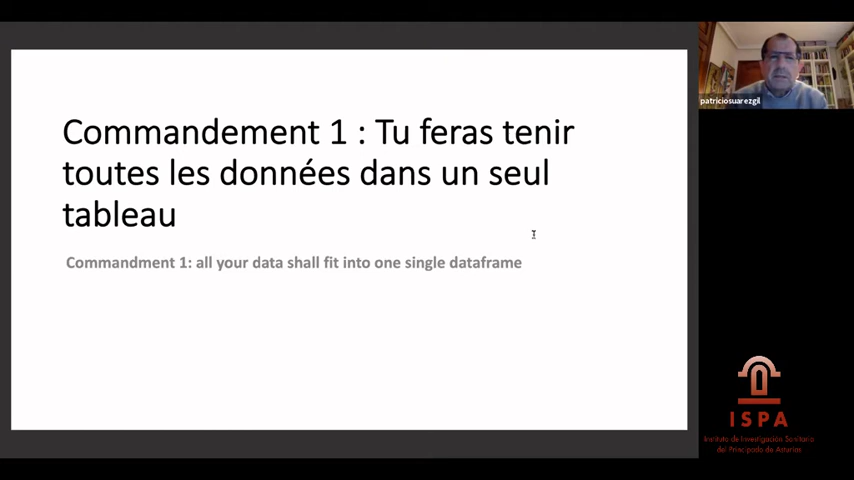 Commandement 1 : Tu feras tenir
toutes les données dans un seul
tableau
Commandment 1: all your data shall fit into one single dataframe
patriciosuarezgil
ISPA
Instituto de Investigación Sanitaria
del Principado de Asturias